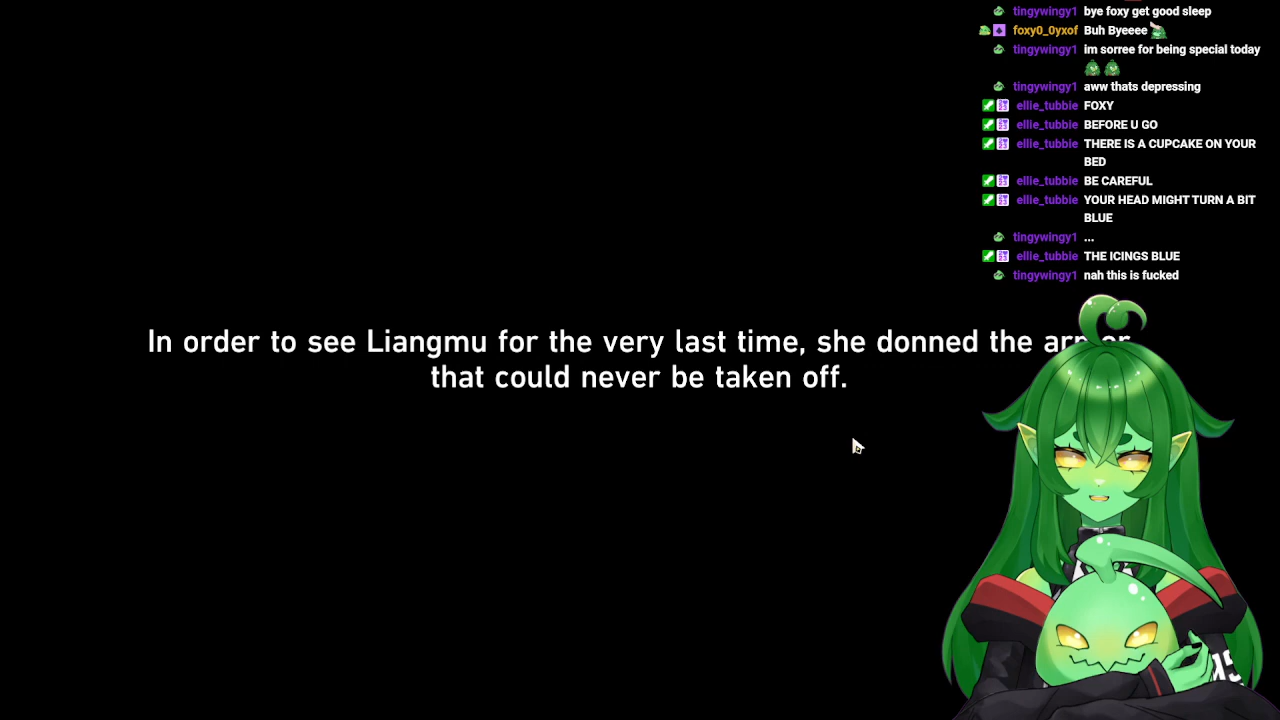 tingywingy1 bye foxy get good sleep
foxy0_0yxof Buh Byeeee
tingywingy1 im sorree for being special today
tingywingy1 aww thats depressing
ellie_tubbie FOXY
ellie_tubbie BEFORE U GO
ellie_tubbie THERE IS A CUPCAKE ON YOUR
BED
ellie_tubbie BE CAREFUL
ellie_tubbie YOUR HEAD MIGHT TURN A BIT
BLUE
tingywingy1 ...
ellie_tubbie THE ICINGS BLUE
tingywingy1 nah this is fucked
In order to see Liangmu for the very last time, she donned the armor
that could never be taken off.